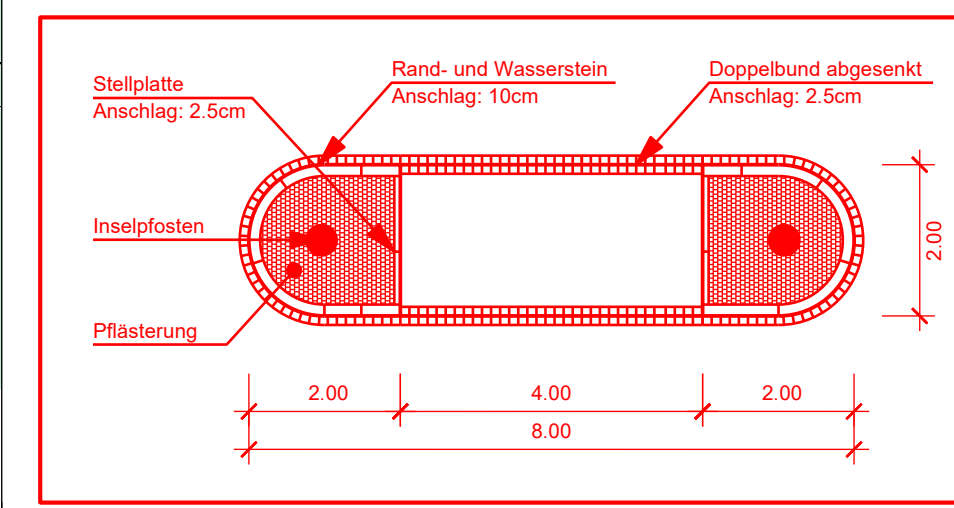 Stellplatte
Anschlag: 2.5cm
Rand- und Wasserstein
Anschlag: 10cm
Doppelbund abgesenkt
Anschlag: 2.5cm
Inselpfosten
Pflästerung
2.00
2.00
4.00
2.00
8.00